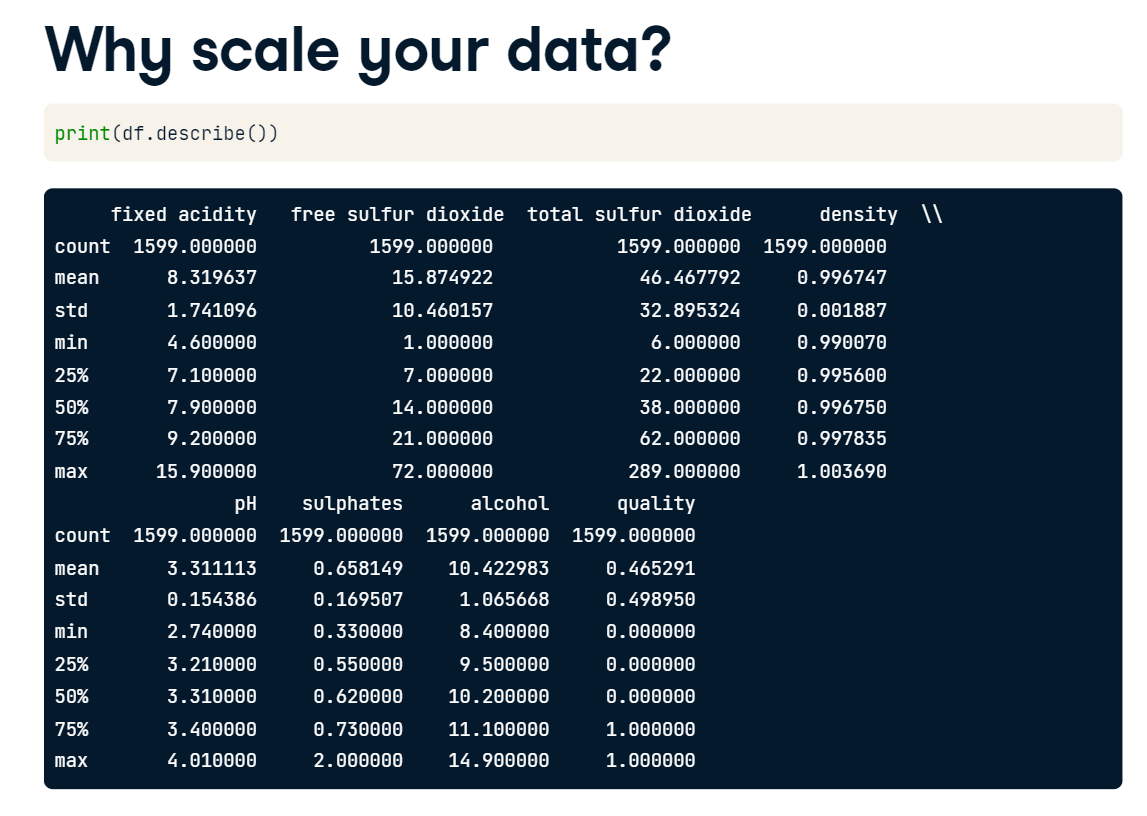 Why scale your data?
print(df.describe())
fixed acidity free sulfur dioxide total sulfur dioxide density \\
count 1599.000000 1599.000000 1599.000000 1599.000000
mean 8.319637 15.874922 46.467792 0.996747
std 1.741096 10.460157 32.895324 0.001887
min 4.600000 1.000000 6.000000 0.990070
25% 7.100000 7.000000 22.000000 0.995600
50% 7.900000 14.000000 38.000000 0.996750
75% 9.200000 21.000000 62.000000 0.997835
max 15.900000 72.000000 289.000000 1.003690
pH sulphates alcohol quality
count 1599.000000 1599.000000 1599.000000 1599.000000
mean 3.311113 0.658149 10.422983 0.465291
std 0.154386 0.169507 1.065668 0.498950
min 2.740000 0.330000 8.400000 0.000000
25% 3.210000 0.550000 9.500000 0.000000
50% 3.310000 0.620000 10.200000 0.000000
75% 3.400000 0.730000 11.100000 1.000000
max 4.010000 2.000000 14.900000 1.000000